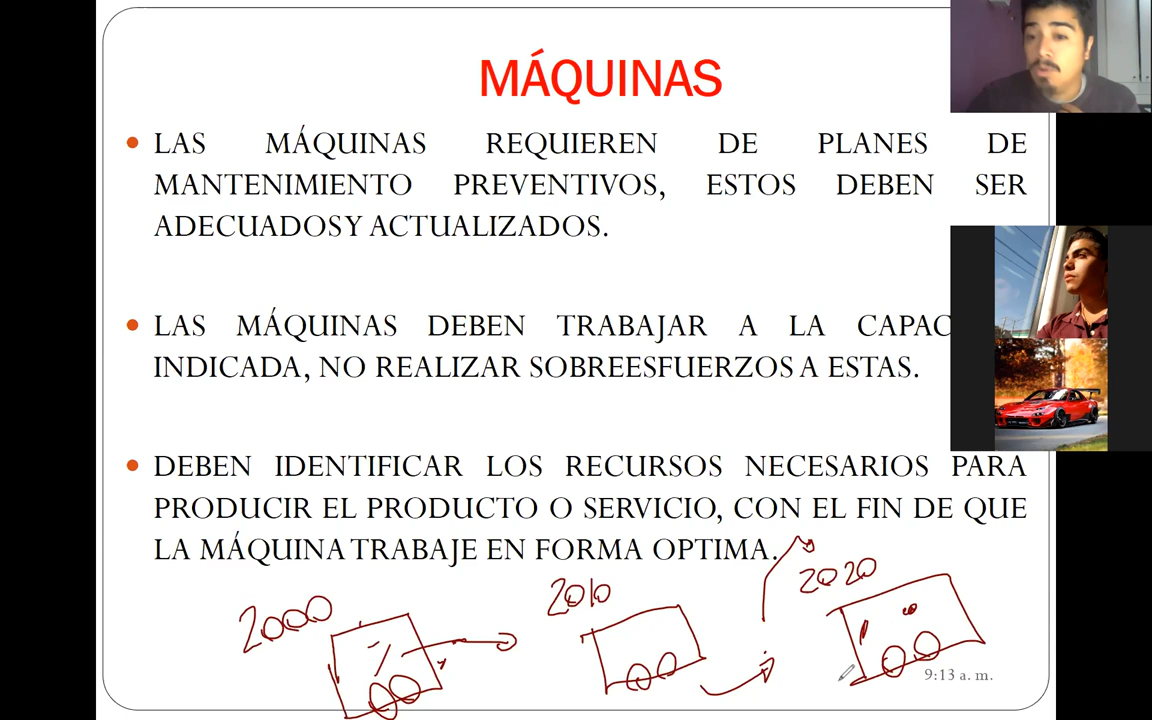 MÁQUINAS
LAS MÁQUINAS REQUIEREN DE PLANES DE
MANTENIMIENTO PREVENTIVOS, ESTOS DEBEN SER
ADECUADOS Y ACTUALIZADOS.
LAS MÁQUINAS DEBEN TRABAJAR A LA CAPAC
INDICADA, NO REALIZAR SOBREESFUERZOS A ESTAS.
DEBEN IDENTIFICAR LOS RECURSOS NECESARIOS PARA
PRODUCIR EL PRODUCTO O SERVICIO, CON EL FIN DE QUE
LA MÁQUINA TRABAJE EN FORMA OPTIMA.
2000 2010 2020
9:13 a. m.